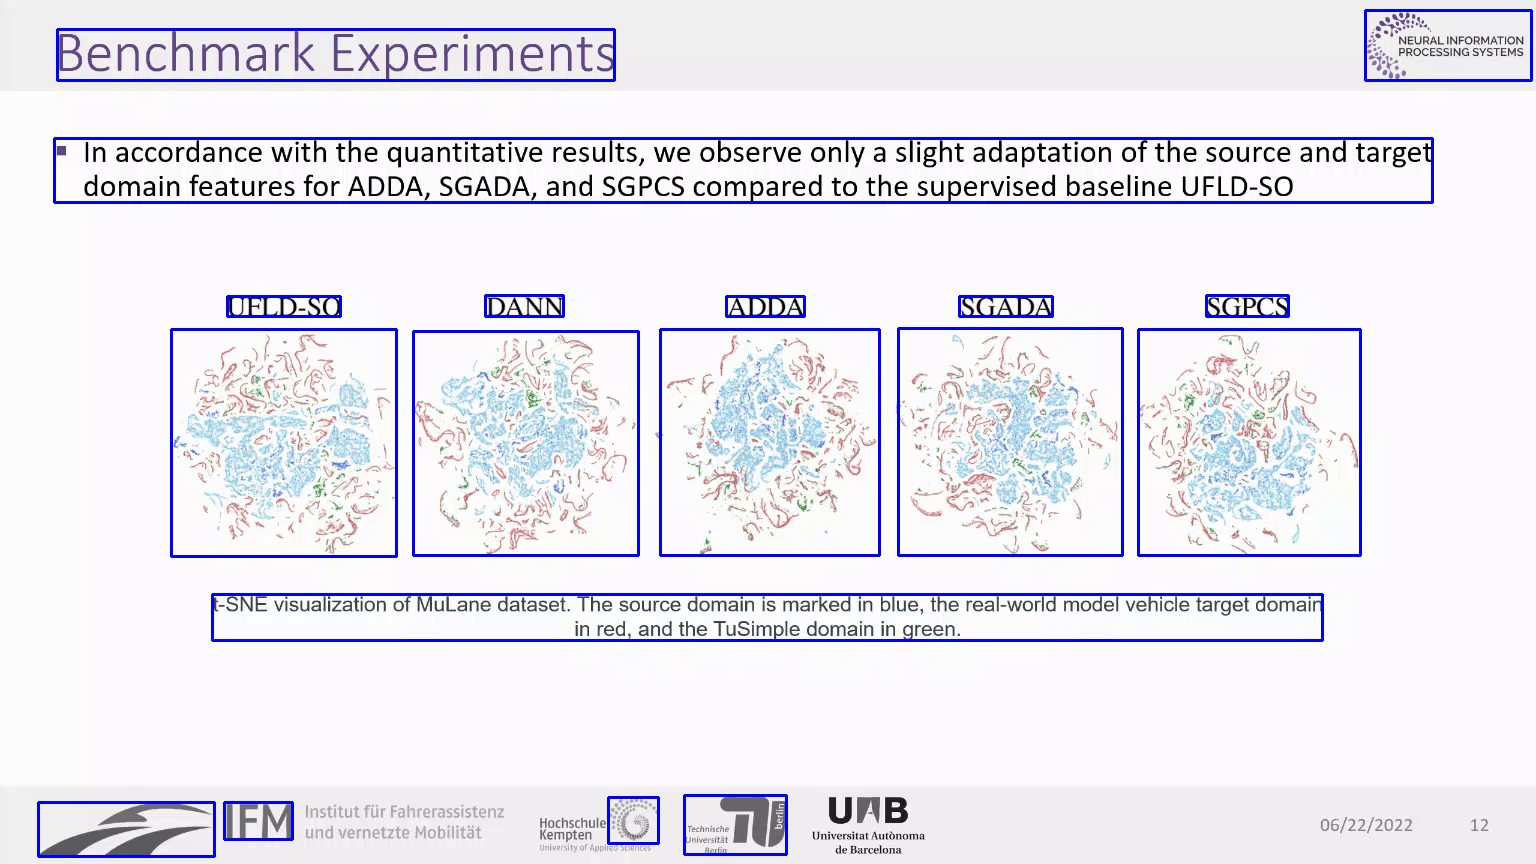 Benchmark Experiments
NEURAL INFORMATION
PROCESSING SYSTEMS
In accordance with the quantitative results, we observe only a slight adaptation of the source and target
domain features for ADDA, SGADA, and SGPCS compared to the supervised baseline UFLD-SO
UFLD-SO DANN ADDA SGADA SGPCS
t-SNE visualization of MuLane dataset. The source domain is marked in blue, the real-world model vehicle target domain
in red, and the TuSimple domain in green.
IFM
Institut für Fahrerassistenz
und vernetzte Mobilität
Hochschule
Kempten
University of Applied Sciences
Technische
Universität
Berlin
berlin
UAB
Universitat Autònoma
de Barcelona
06/22/2022 12